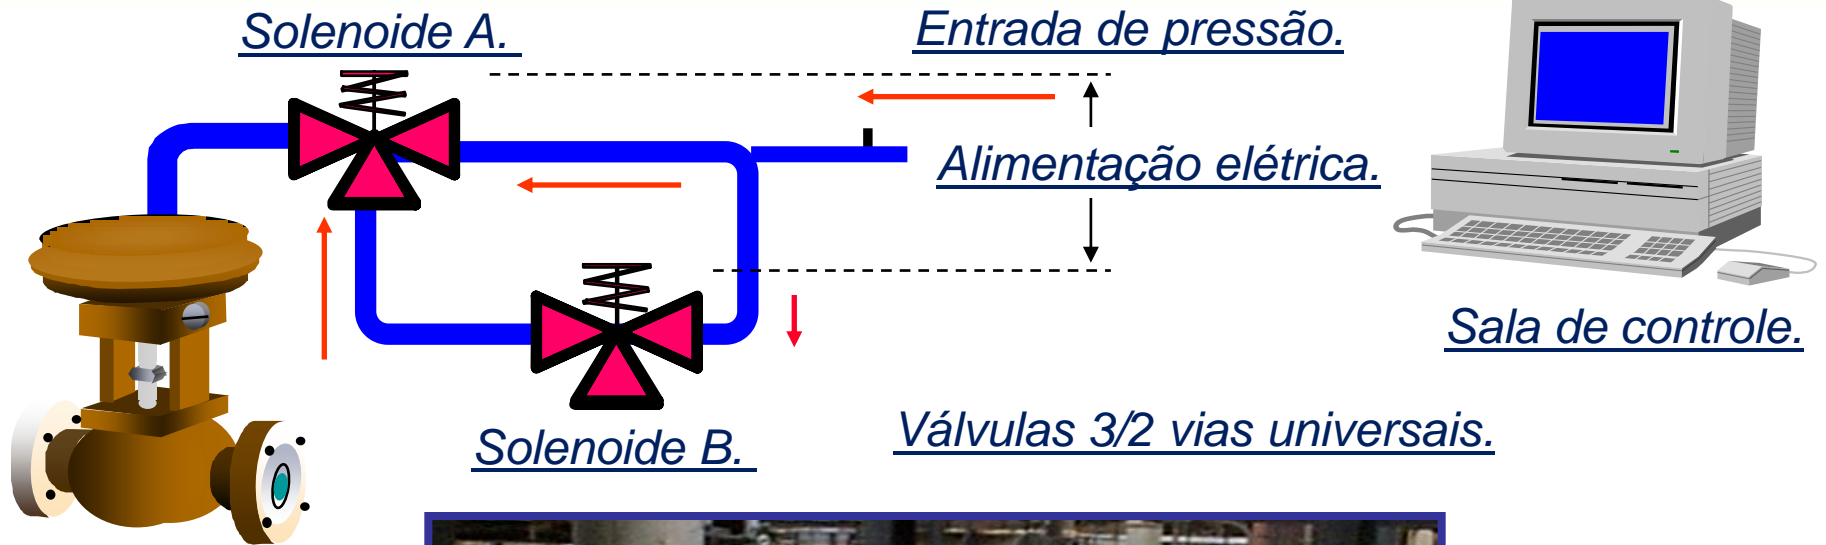 Solenoide A.
Entrada de pressão.
Alimentação elétrica.
Sala de controle.
Válvulas 3/2 vias universais.
Solenoide B.